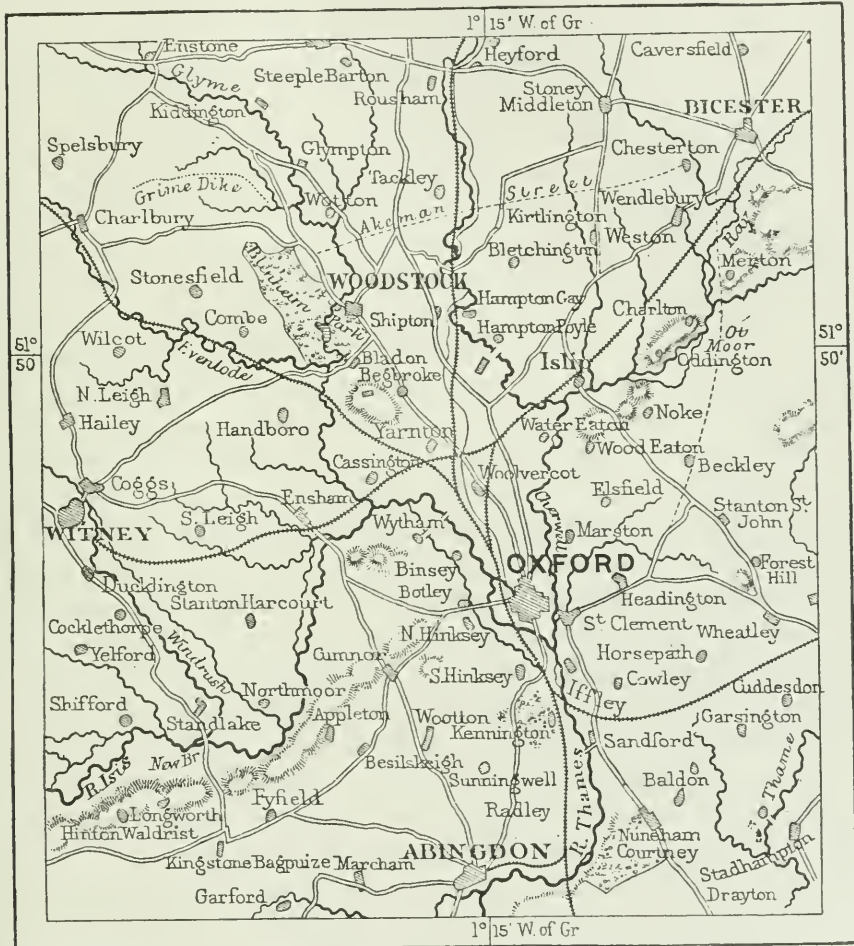 1° 15' W. of Gr
Enstone
Heyford
Caversfield
Steeple Barton
Glyme
Rousham
Stoney
Middleton
BICESTER
Kiddington
Spelsbury
Glympton
Chesterton
Tackley
Street
Grime Dike
Wotton
Akeman
Wendlebury
Kirtlington
Charlbury
Weston
Ray
Bletchington
Merton
Stonesfield
Blenheim
Park
WOODSTOCK
Hampton Gay
Charlton
Combe
Shipton
Hampton Poyle
Ot
Moor
51°
50
51°
50'
Wilcot
Evenlode
Bladon
Islip
Oddington
Begbroke
N. Leigh
Noke
Hailey
Handboro
Water Eaton
Yarnton
Wood Eaton
Beckley
Cassington
Woolvercot
Coggs
Ensham
Cherwell
Elsfield
Stanton St.
John
WITNEY
S. Leigh
Wytham
Marston
OXFORD
Binsey
Forest
Hill
Ducklington
Botley
Headington
Stanton Harcourt
St Clement
Wheatley
Cocklethorpe
N. Hinksey
Yelford
Windrush
Cumnor
Horsepath
S. Hinksey
Cowley
Cuddesdon
Northmoor
Iffley
Shifford
Garsington
Standlake
Appleton
Wootton
Kennington
Sandford
R. Isis
New Br.
Besilsleigh
Thame
Sunningwell
Baldon
Longworth
Fyfield
Radley
R. Thames
Hinton Waldrist
Nuneham
Courtney
ABINGDON
Stadhampton
Kingstone Bagpuize
Marcham
Drayton
Garford
1° 15' W. of Gr